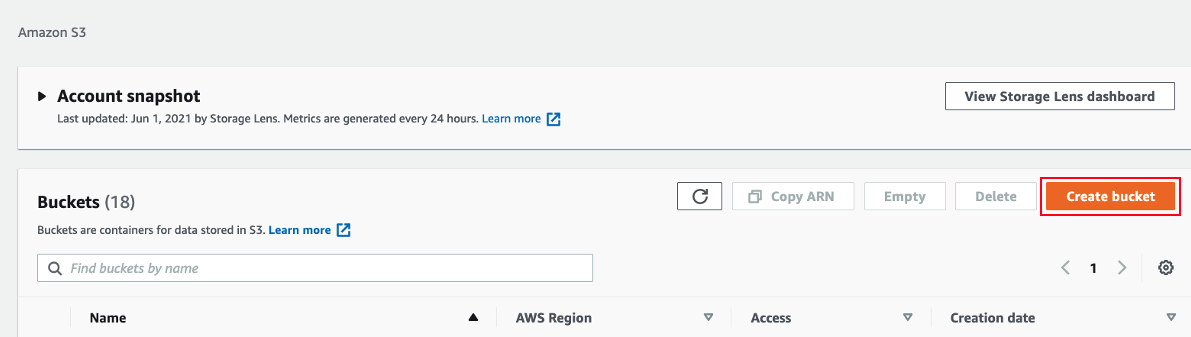 Amazon S3
Account snapshot
View Storage Lens dashboard
Last updated: Jun 1, 2021 by Storage Lens. Metrics are generated every 24 hours. Learn more
Buckets (18)
Copy ARN
Empty
Delete
Create bucket
Buckets are containers for data stored in S3. Learn more
Find buckets by name
1
Name
AWS Region
Access
Creation date